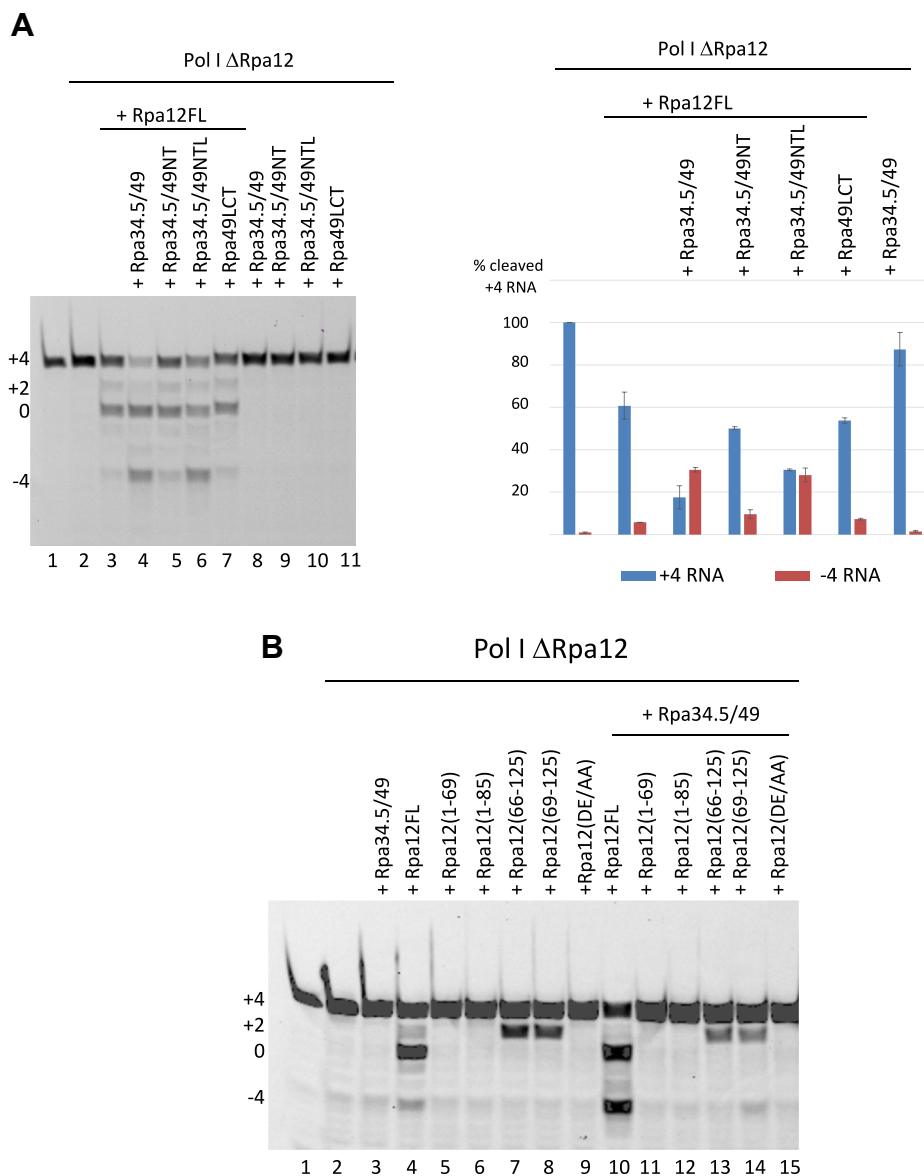 A
Pol I ΔRpa12
+ Rpa12FL
+ Rpa34.5/49
+ Rpa34.5/49NT
+ Rpa34.5/49NTL
+ Rpa49LCT
+ Rpa34.5/49
+ Rpa34.5/49NT
+ Rpa34.5/49NTL
+ Rpa49LCT
+4
+2
0
-4
1 2 3 4 5 6 7 8 9 10 11
Pol I ΔRpa12
+ Rpa12FL
+ Rpa34.5/49
+ Rpa34.5/49NT
+ Rpa34.5/49NTL
+ Rpa49LCT
+ Rpa34.5/49
% cleaved
+4 RNA
100
80
60
40
20
+4 RNA -4 RNA
B
Pol I ΔRpa12
+ Rpa34.5/49
+ Rpa34.5/49
+ Rpa12FL
+ Rpa12(1-69)
+ Rpa12(1-85)
+ Rpa12(66-125)
+ Rpa12(69-125)
+Rpa12(DE/AA)
+ Rpa12FL
+ Rpa12(1-69)
+ Rpa12(1-85)
+ Rpa12(66-125)
+ Rpa12(69-125)
+ Rpa12(DE/AA)
+4
+2
0
-4
1 2 3 4 5 6 7 8 9 10 11 12 13 14 15